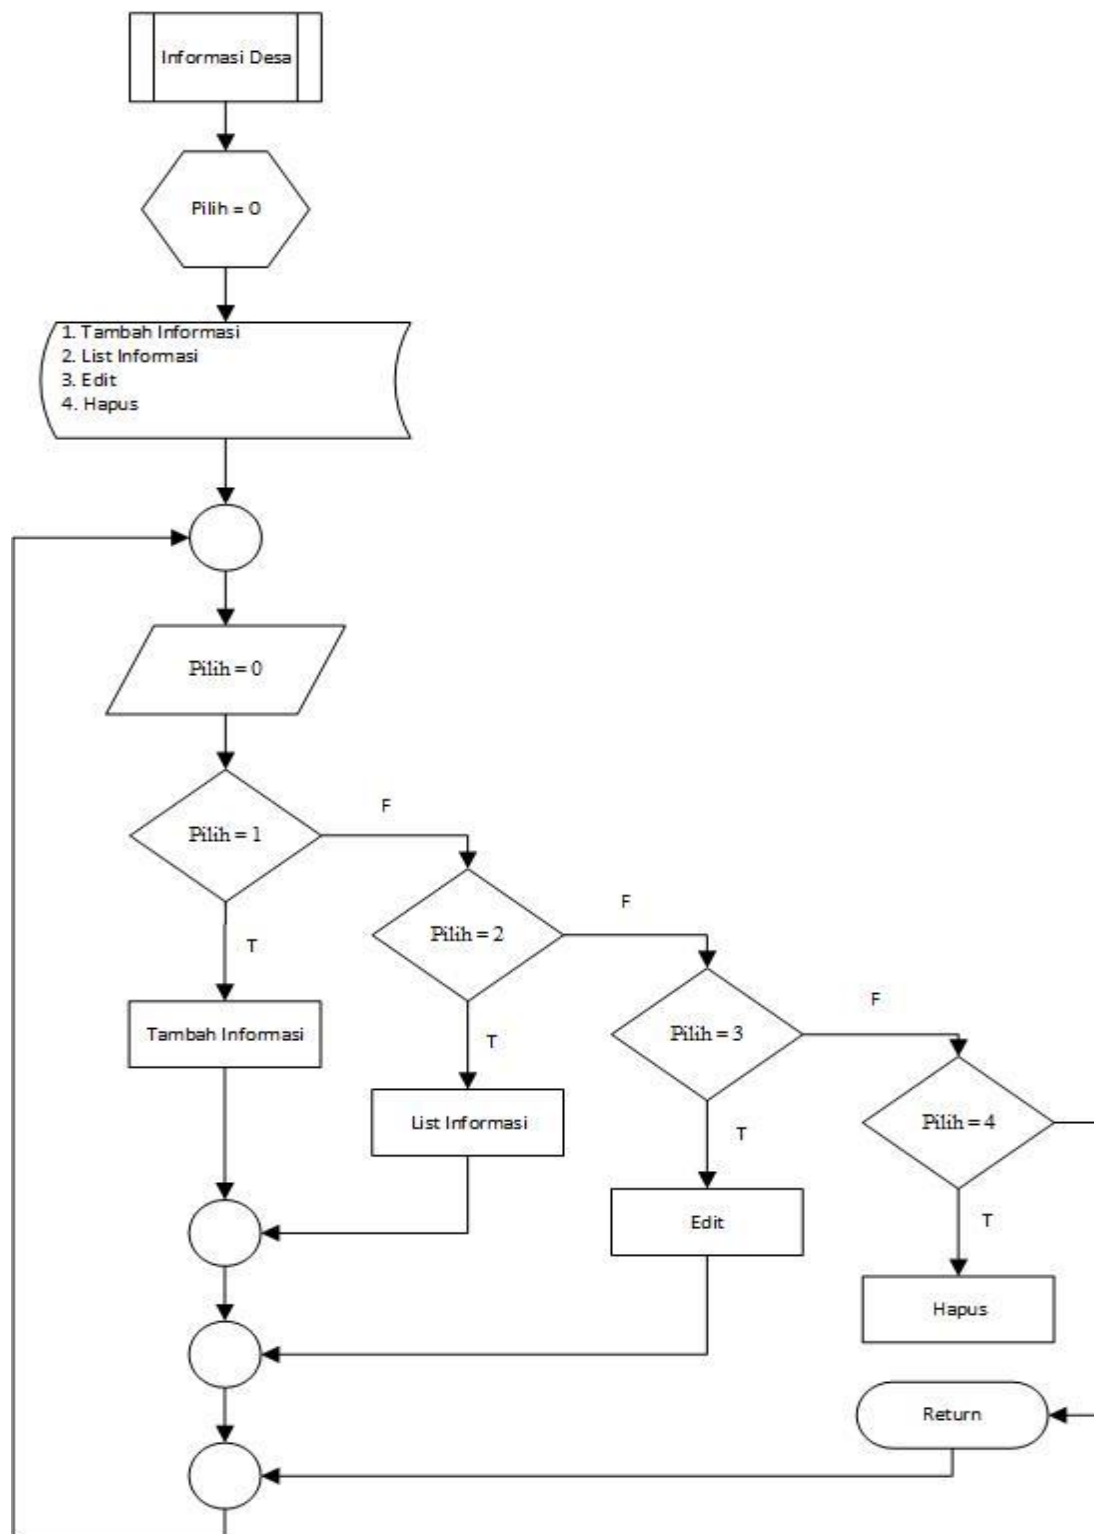 Informasi Desa
Pilih = 0
1. Tambah Informasi
2. List Informasi
3. Edit
4. Hapus
Pilih = 0
Pilih = 1
F
T
Pilih = 2
F
T
Pilih = 3
F
T
Pilih = 4
T
Tambah Informasi
List Informasi
Edit
Hapus
Return